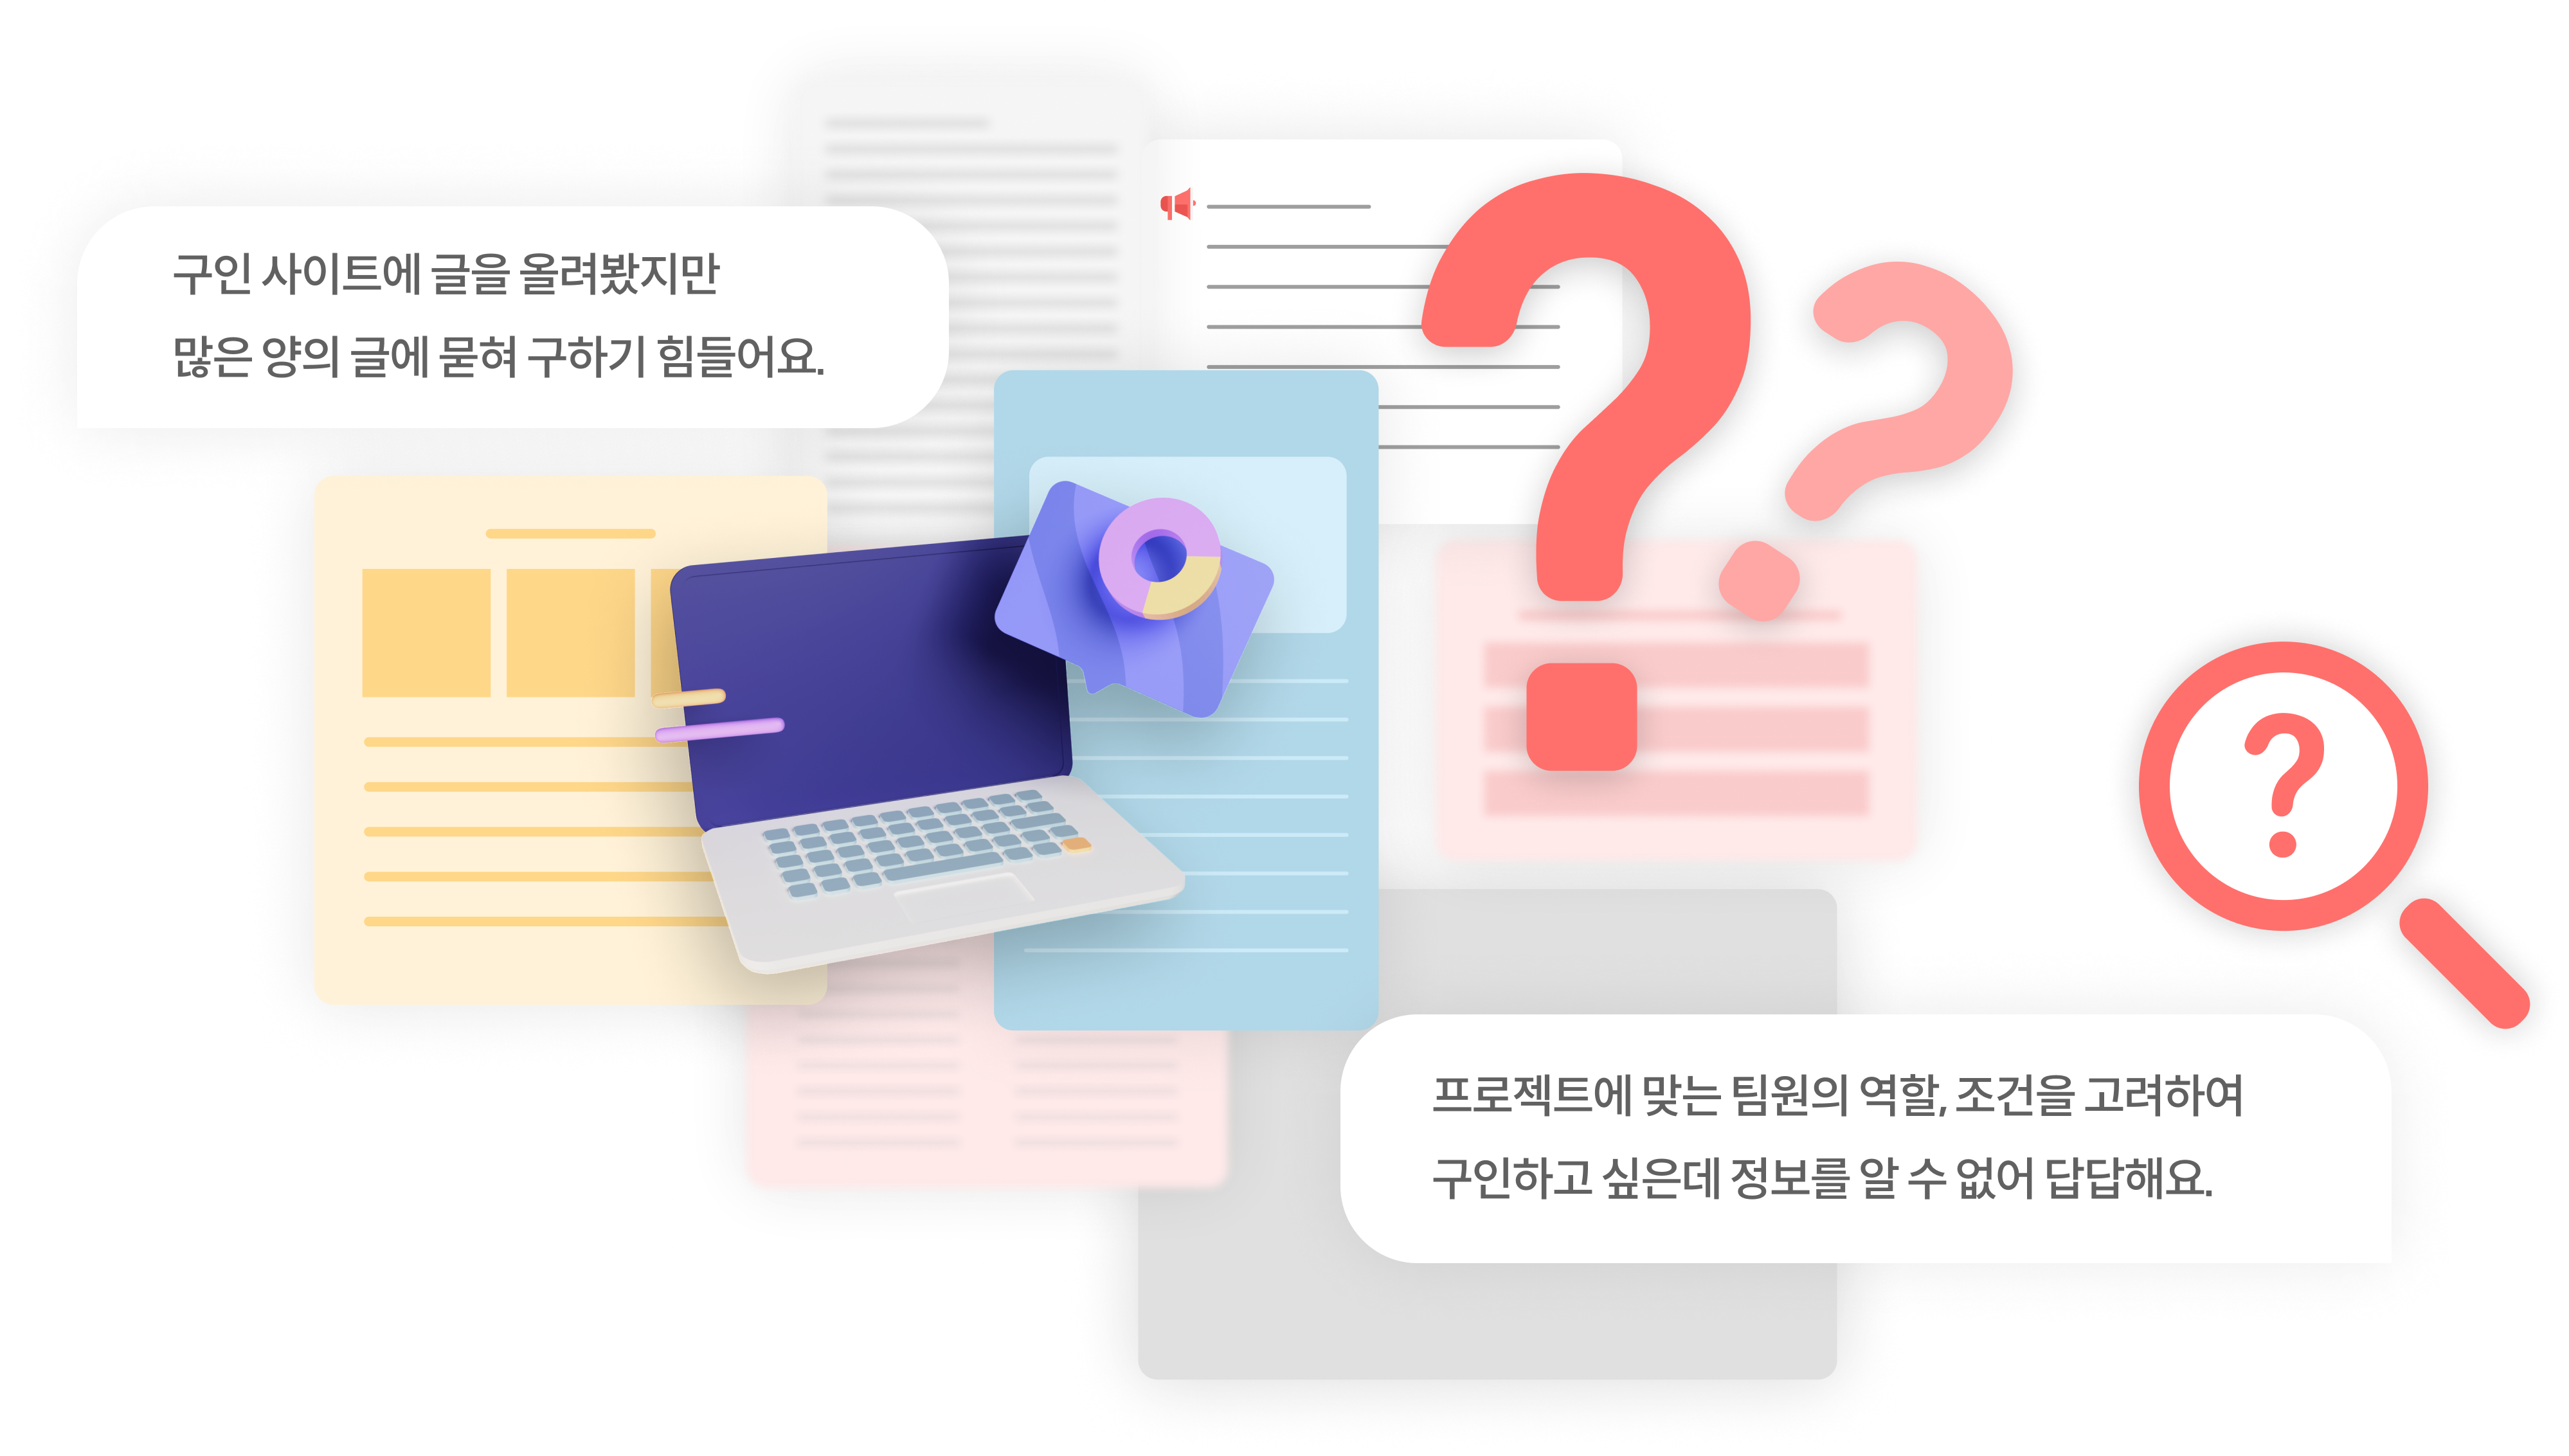 구인 사이트에 글을 올려봤지만
많은 양의 글에 묻혀 구하기 힘들어요.
?
?
?
프로젝트에 맞는 팀원의 역할, 조건을 고려하여
구인하고 싶은데 정보를 알 수 없어 답답해요.